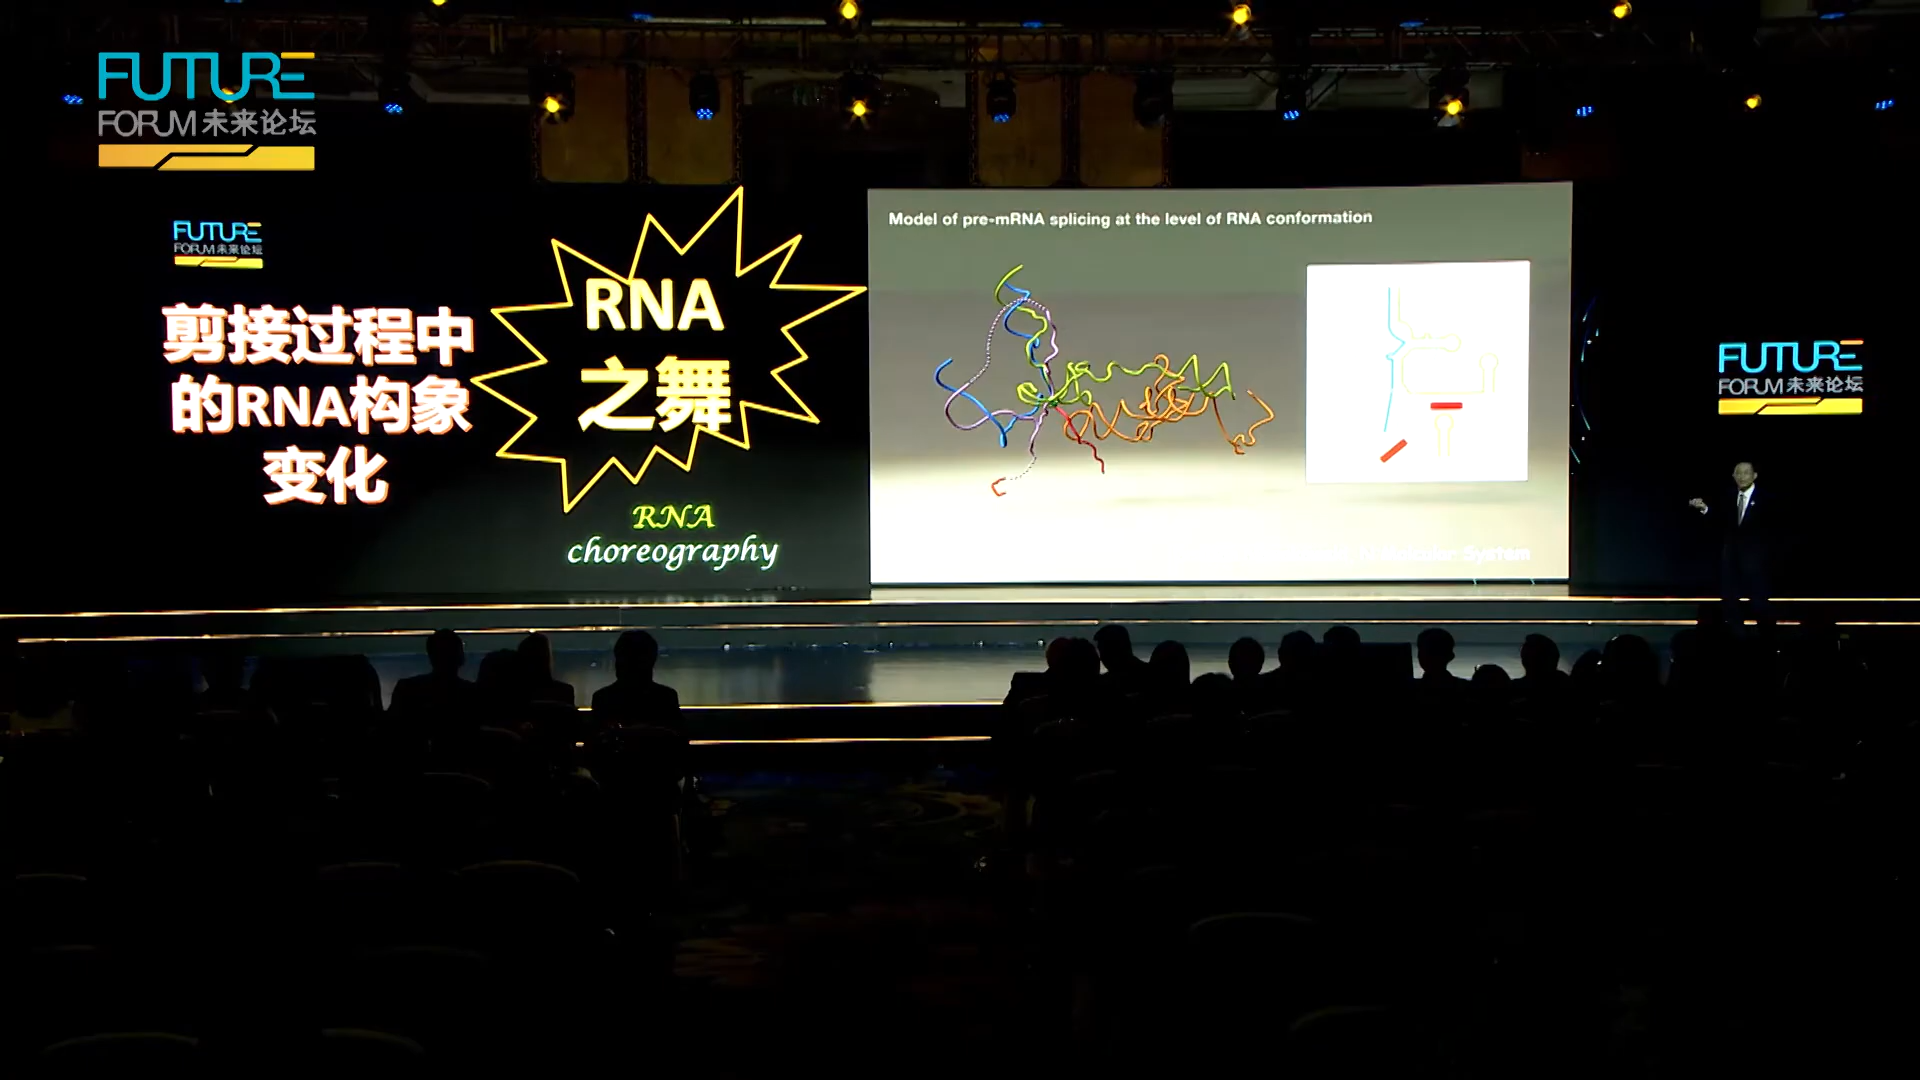 FUTURE
FORUM 未来论坛
FUTURE
FORUM 未来论坛
剪接过程中
的RNA构象
变化
RNA
之舞
RNA
choreography
Model of pre-mRNA splicing at the level of RNA conformation
System
FUTURE
FORUM 未来论坛